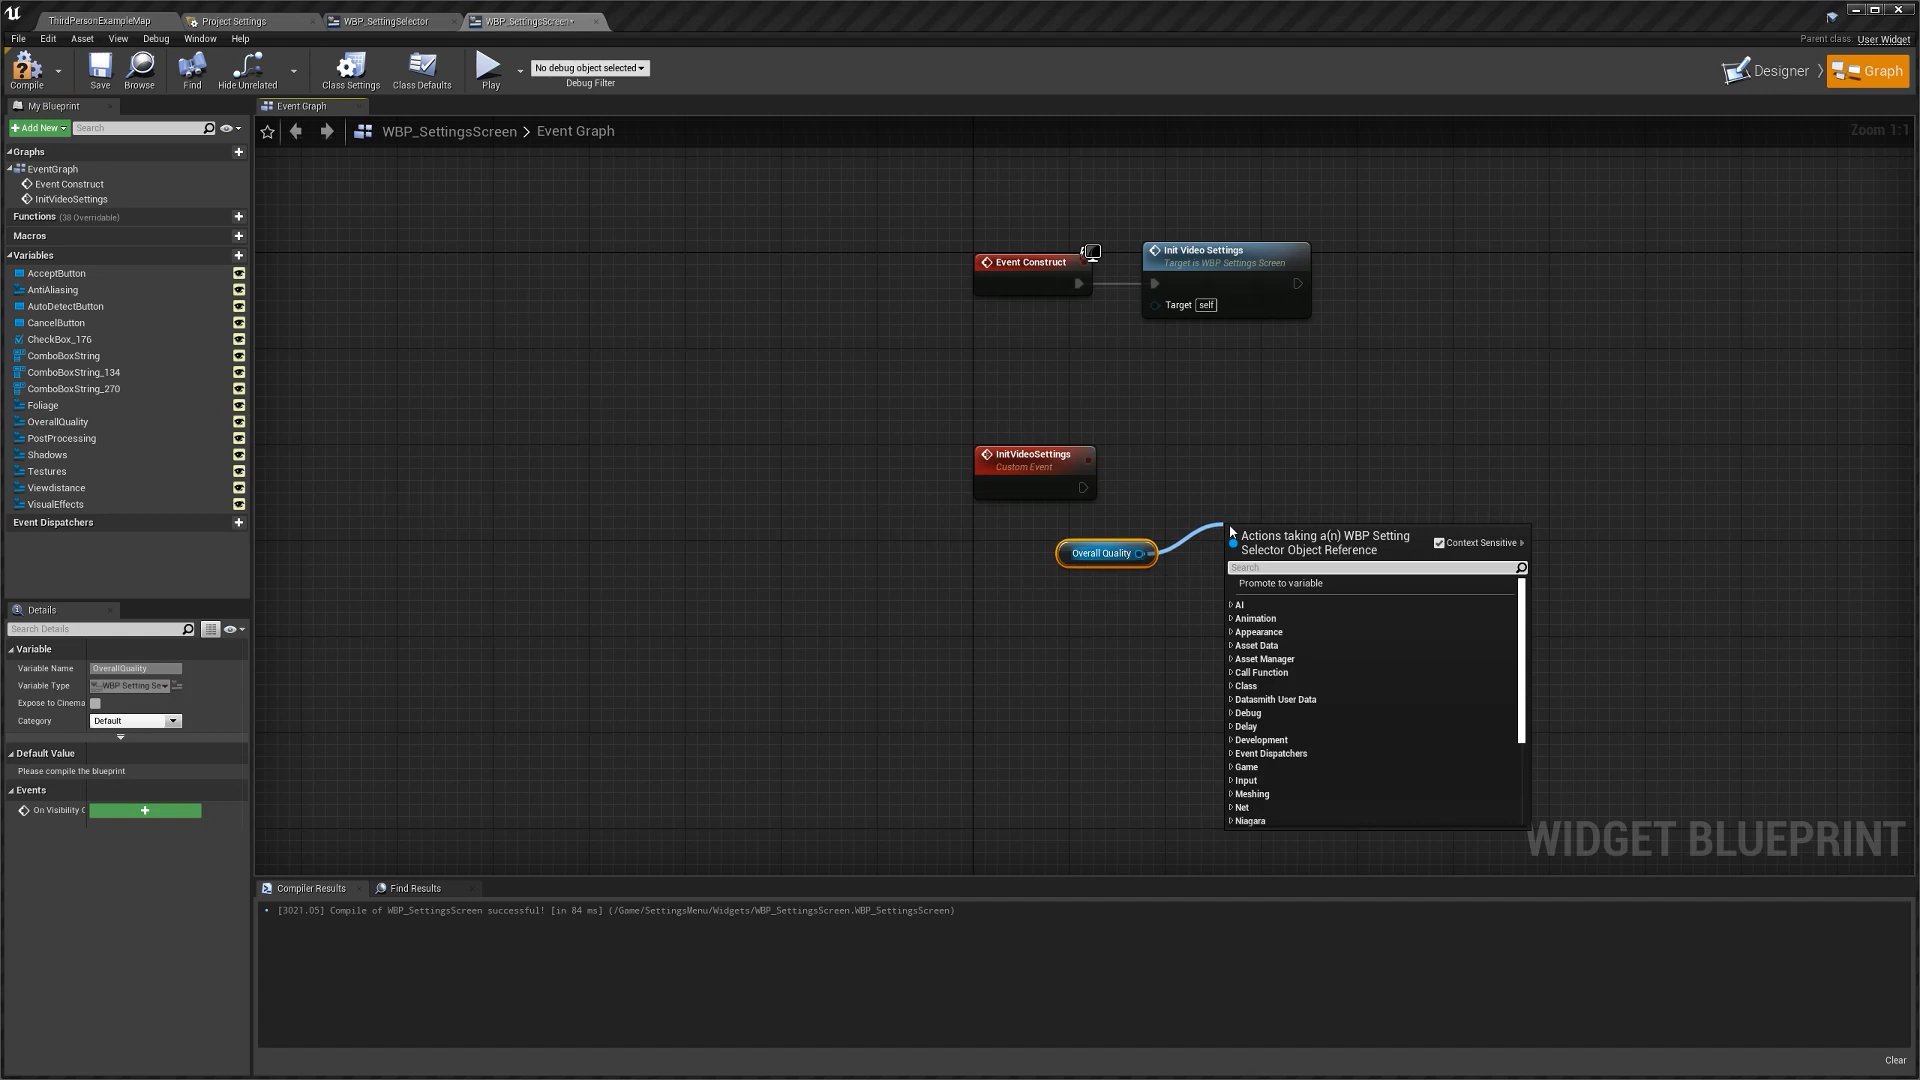 ThirdPersonExampleMap
Project Settings
WBP_SettingSelector
WBP_SettingsScreen*
File Edit Asset View Debug Window Help
Parent class: User Widget
Compile
Save
Browse
Find
Hide Unrelated
Class Settings
Class Defaults
Play
No debug object selected
Debug Filter
Designer
Graph
My Blueprint
Event Graph
Add New
Search
WBP_SettingsScreen > Event Graph
Zoom 1:1
Graphs
EventGraph
Event Construct
InitVideoSettings
Functions (38 Overridable)
Macros
Variables
AcceptButton
AntiAliasing
AutoDetectButton
CancelButton
CheckBox_176
ComboBoxString
ComboBoxString_134
ComboBoxString_270
Foliage
OverallQuality
PostProcessing
Shadows
Textures
Viewdistance
VisualEffects
Event Dispatchers
Event Construct
Init Video Settings
Target is WBP Settings Screen
Target self
InitVideoSettings
Custom Event
Overall Quality
Actions taking a(n) WBP Setting
Selector Object Reference
Context Sensitive
Search
Promote to variable
AI
Animation
Appearance
Asset Data
Asset Manager
Call Function
Class
Datasmith User Data
Debug
Delay
Development
Event Dispatchers
Game
Input
Meshing
Net
Niagara
WIDGET BLUEPRINT
Details
Search Details
Variable
Variable Name OverallQuality
Variable Type WBP Setting Se
Expose to Cinema
Category Default
Default Value
Please compile the blueprint
Events
On Visibility C
Compiler Results
Find Results
[3021.05] Compile of WBP_SettingsScreen successful! [in 84 ms] (/Game/SettingsMenu/Widgets/WBP_SettingsScreen.WBP_SettingsScreen)
Clear